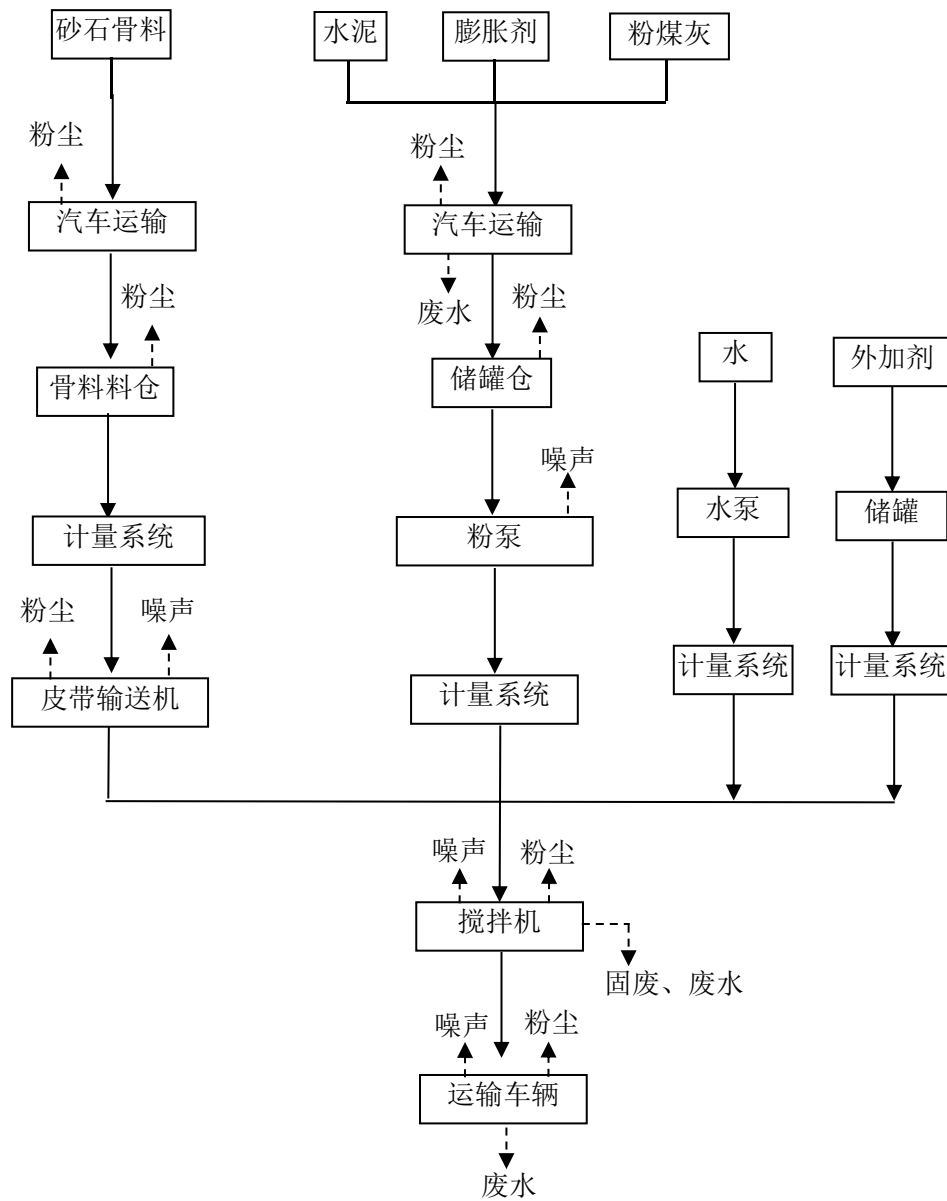 砂石骨料
水泥
膨胀剂
粉煤灰
粉尘
粉尘
汽车运输
汽车运输
粉尘
废水
粉尘
骨料料仓
储罐仓
水
外加剂
噪声
计量系统
粉泵
水泵
储罐
粉尘
噪声
皮带输送机
计量系统
计量系统
计量系统
噪声
粉尘
搅拌机
固废、废水
噪声
粉尘
运输车辆
废水